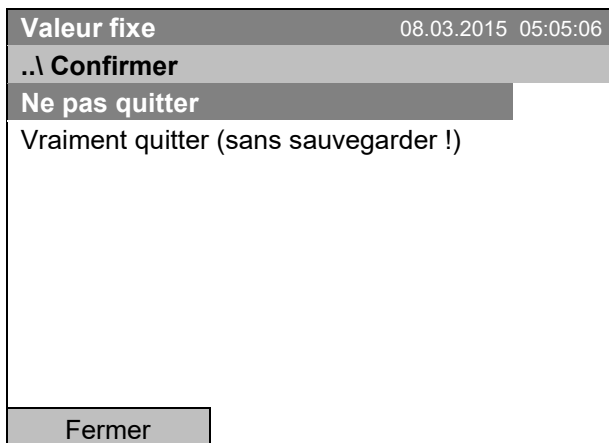 Valeur fixe 08.03.2015 05:05:06
..\ Confirmer
Ne pas quitter
Vraiment quitter (sans sauvegarder !)
Fermer